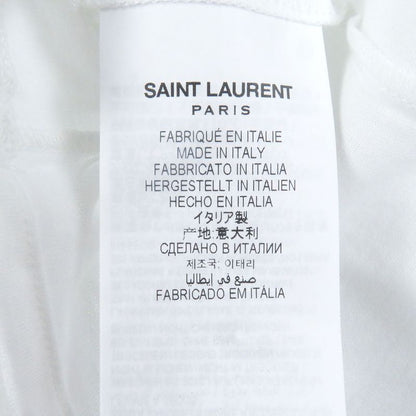 SAINT LAURENT
PARIS
FABRIQUÉ EN ITALIE
MADE IN ITALY
FABBRICATO IN ITALIA
HERGESTELLT IN ITALIEN
HECHO EN ITALIA
イタリア製
产地:意大利
СДЕЛАНО В ИТАЛИИ
제조국: 이태리
صنع في إيطاليا
FABRICADO EM ITÁLIA